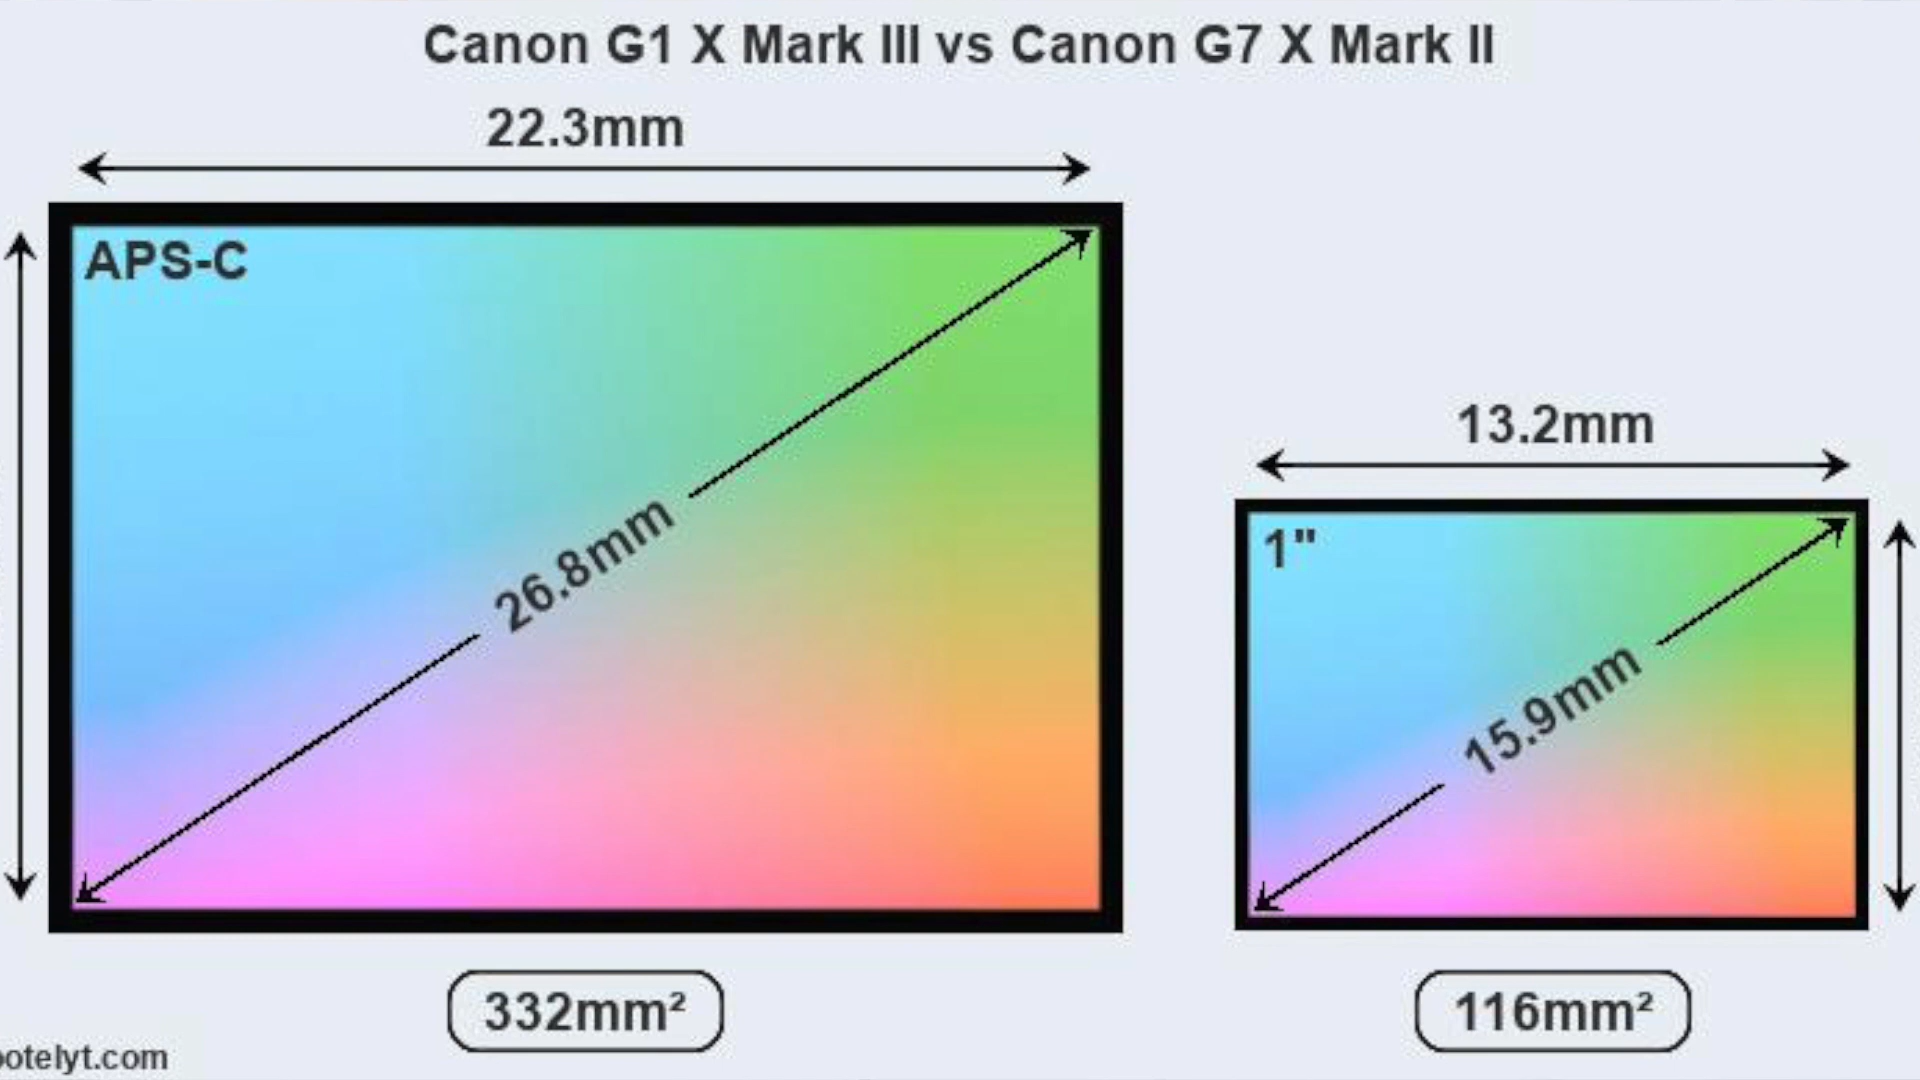 Canon G1 X Mark III vs Canon G7 X Mark II
22.3mm
APS-C
26.8mm
332mm²
13.2mm
1"
15.9mm
116mm²
otelyt.com